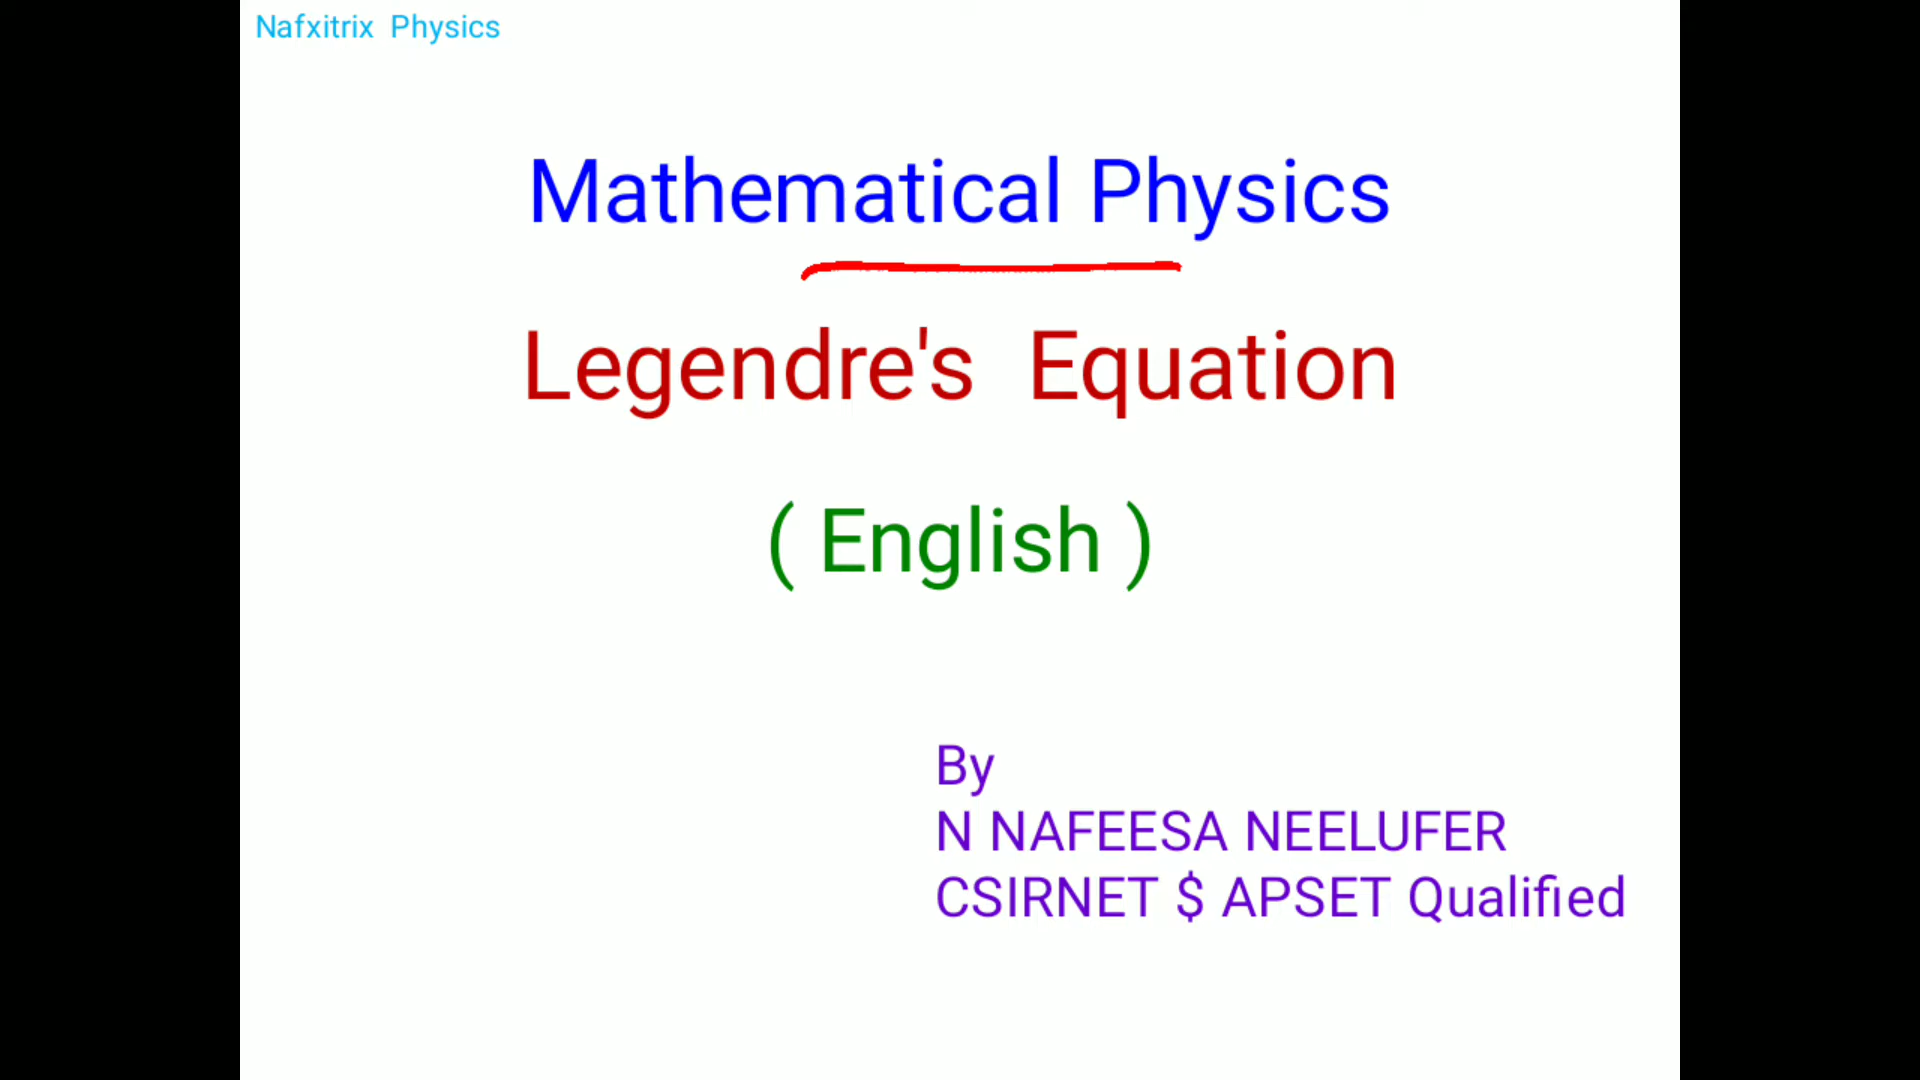 Nafxitrix Physics
Mathematical Physics
Legendre's Equation
( English )
By
N NAFEESA NEELUFER
CSIRNET $ APSET Qualified